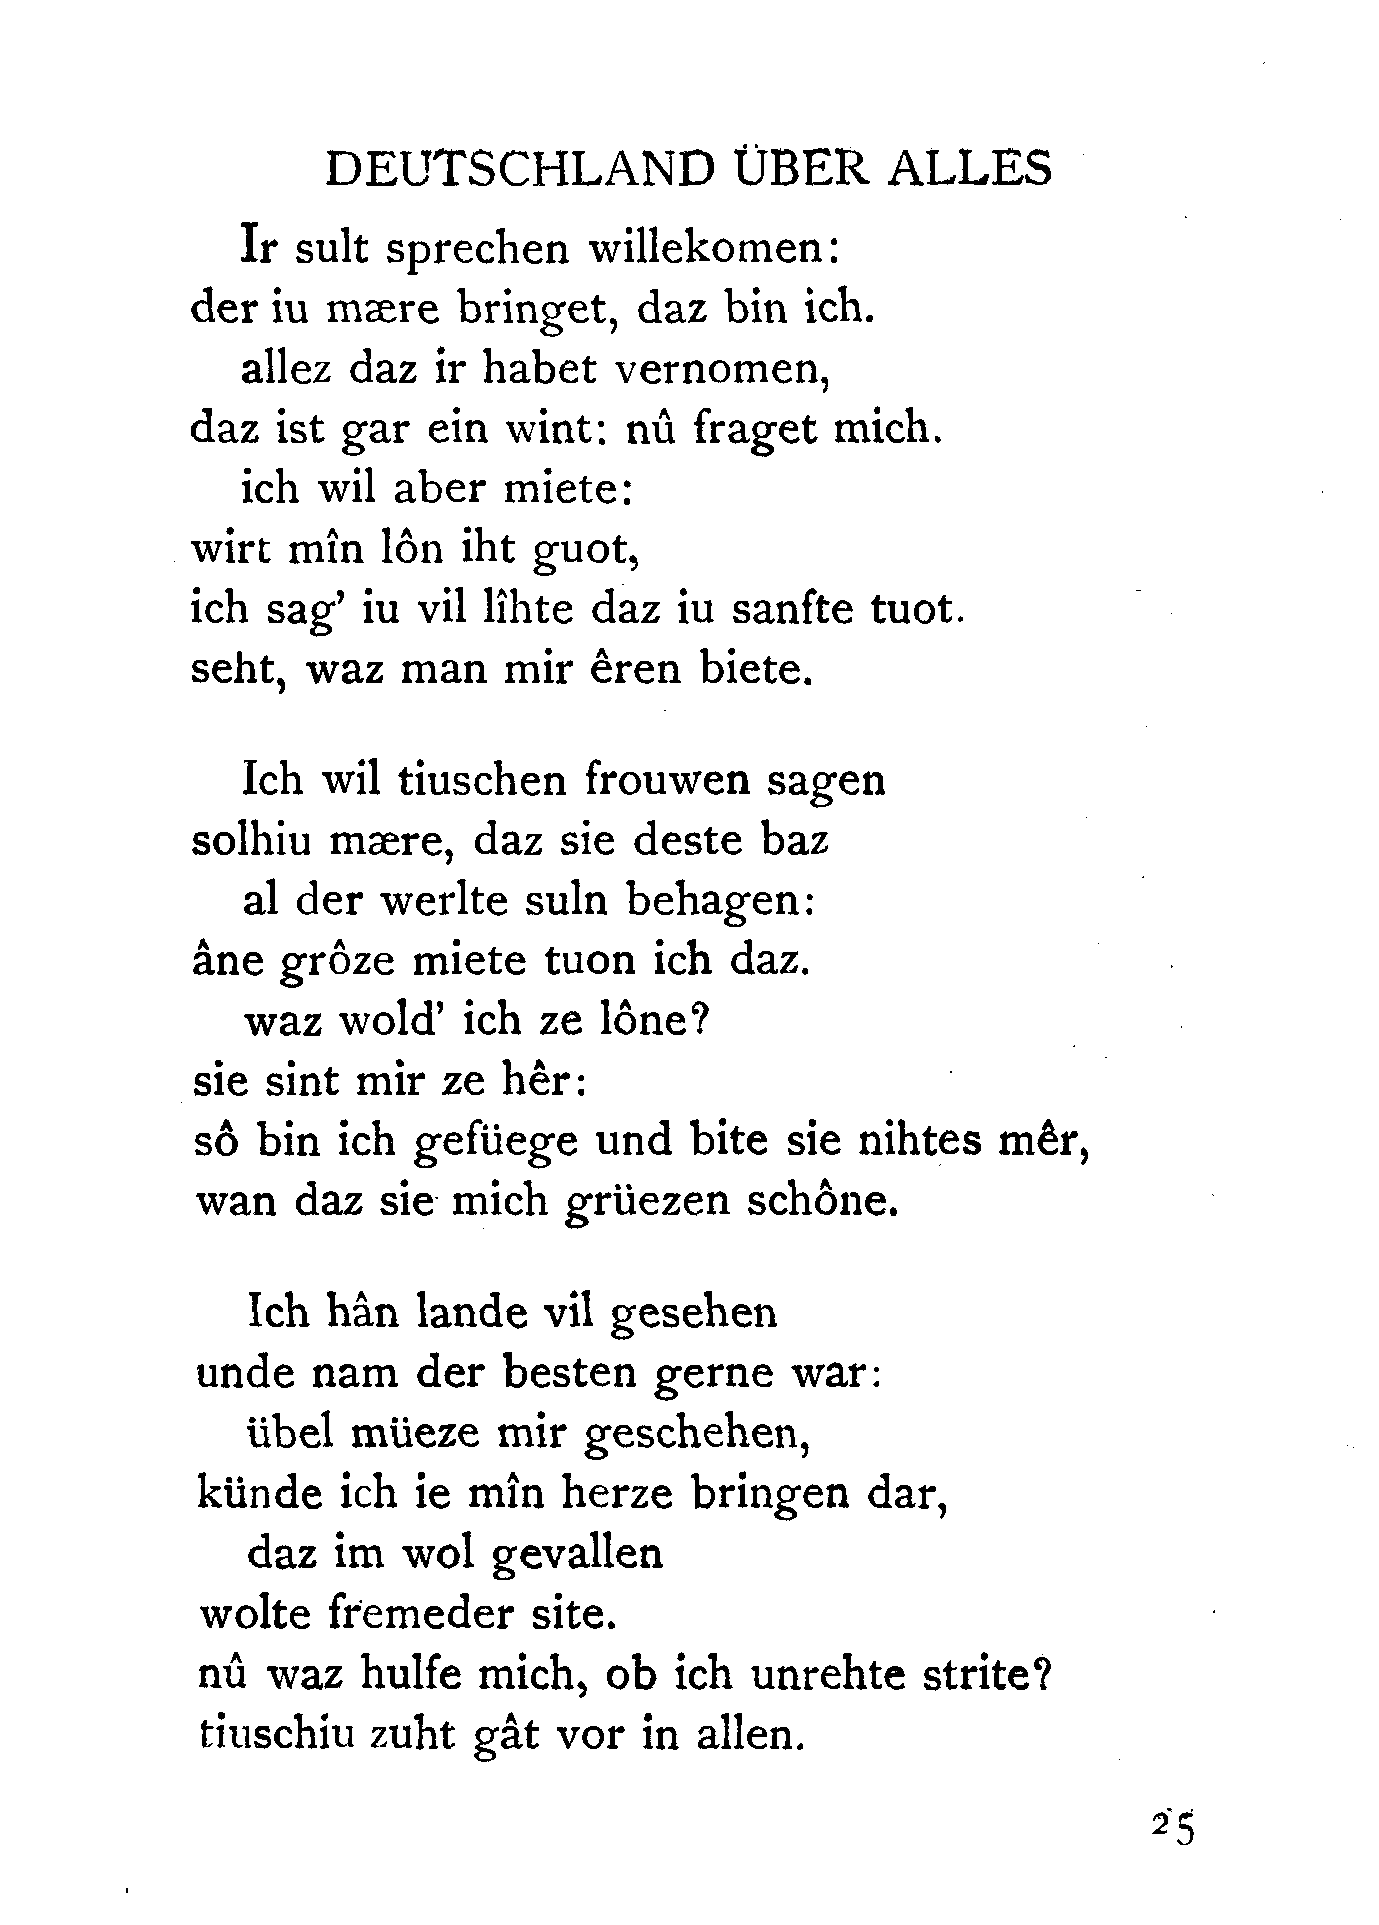 DEUTSCHLAND ÜBER ALLES
Ir sult sprechen willekomen:
der iu mære bringet, daz bin ich.
allez daz ir habet vernomen,
daz ist gar ein wint: nû fraget mich.
ich wil aber miete:
wirt mîn lôn iht guot,
ich sag’ iu vil lîhte daz iu sanfte tuot.
seht, waz man mir êren biete.
Ich wil tiuschen frouwen sagen
solhiu mære, daz sie deste baz
al der werlte suln behagen:
âne grôze miete tuon ich daz.
waz wold’ ich ze lône?
sie sint mir ze hêr:
sô bin ich gefüege und bite sie nihtes mêr,
wan daz sie mich grüezen schône.
Ich hân lande vil gesehen
unde nam der besten gerne war:
übel müeze mir geschehen,
künde ich ie mîn herze bringen dar,
daz im wol gevallen
wolte fremeder site.
nû waz hulfe mich, ob ich unrehte strite?
tiuschiu zuht gât vor in allen.
25